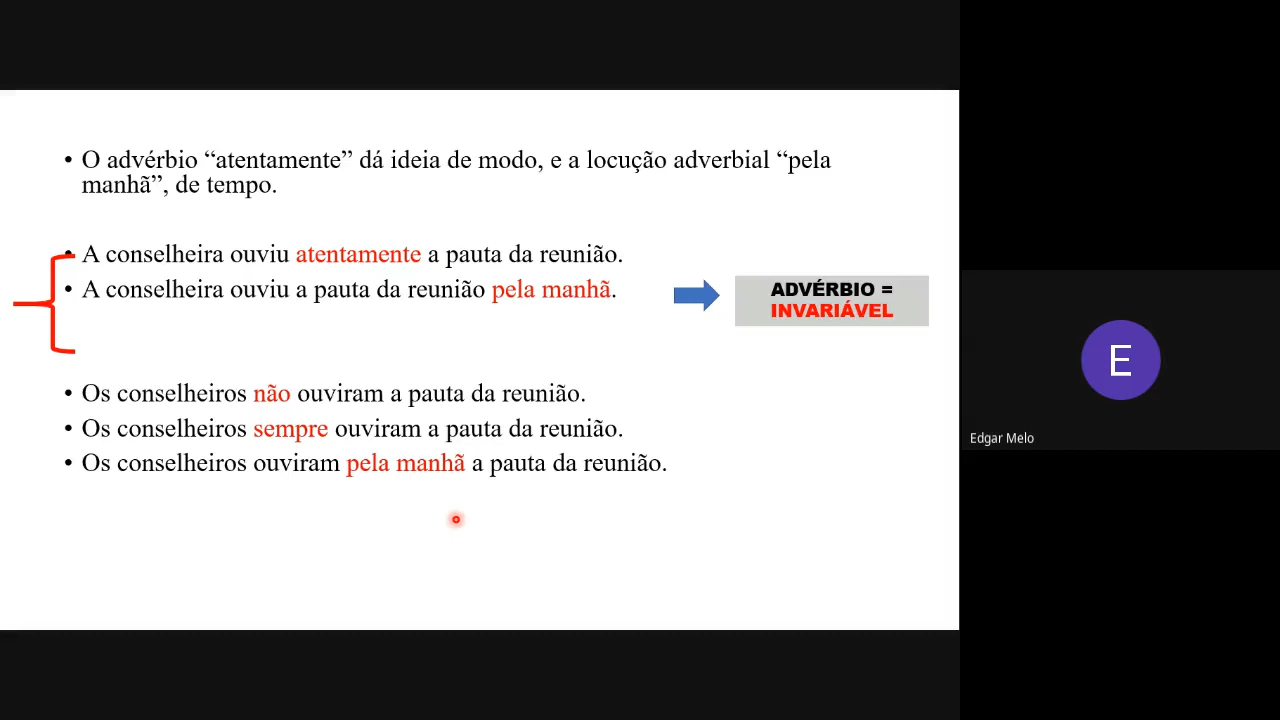 • O advérbio “atentamente” dá ideia de modo, e a locução adverbial “pela
manhã”, de tempo.
• A conselheira ouviu atentamente a pauta da reunião.
• A conselheira ouviu a pauta da reunião pela manhã.
ADVÉRBIO =
INVARIÁVEL
• Os conselheiros não ouviram a pauta da reunião.
• Os conselheiros sempre ouviram a pauta da reunião.
• Os conselheiros ouviram pela manhã a pauta da reunião.
E
Edgar Melo